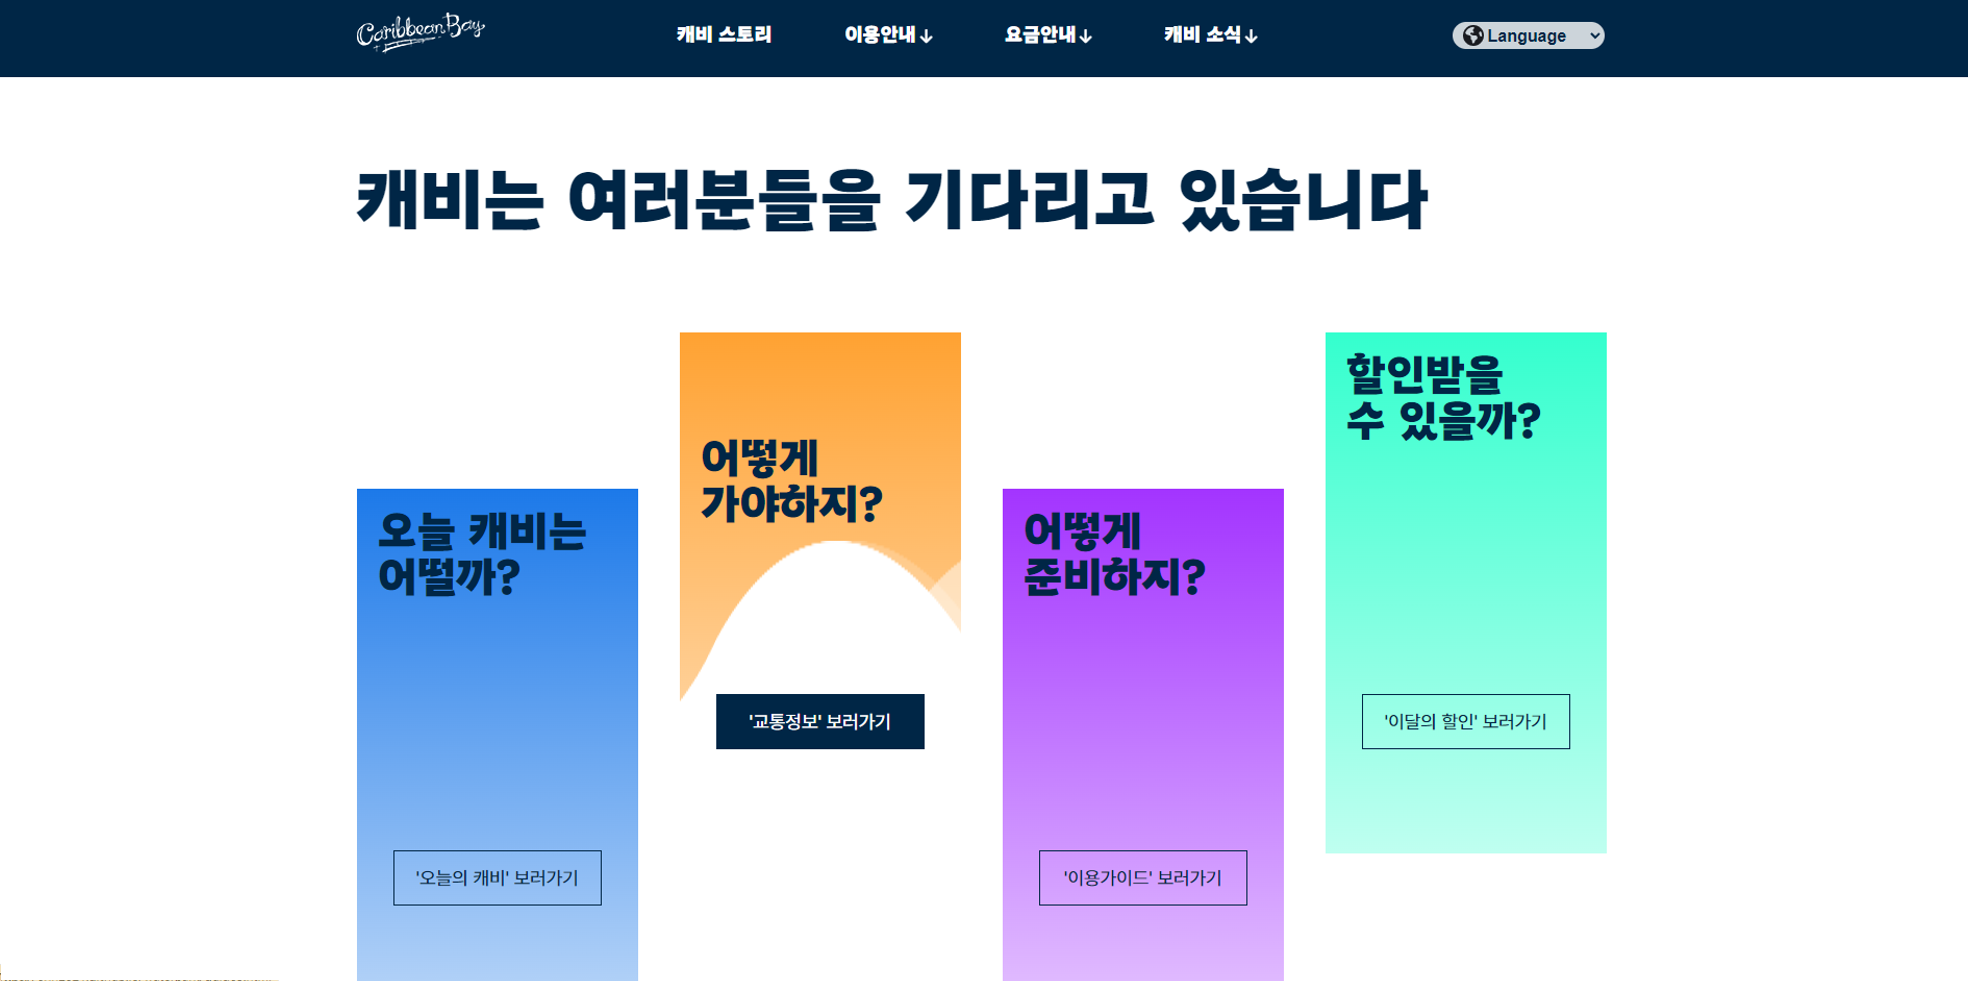 Caribbean Bay
캐비 스토리
이용안내↓
요금안내↓
캐비 소식↓
Language
캐비는 여러분들을 기다리고 있습니다
오늘 캐비는
어떨까?
'오늘의 캐비' 보러가기
어떻게
가야하지?
'교통정보' 보러가기
어떻게
준비하지?
'이용가이드' 보러가기
할인받을
수 있을까?
'이달의 할인' 보러가기